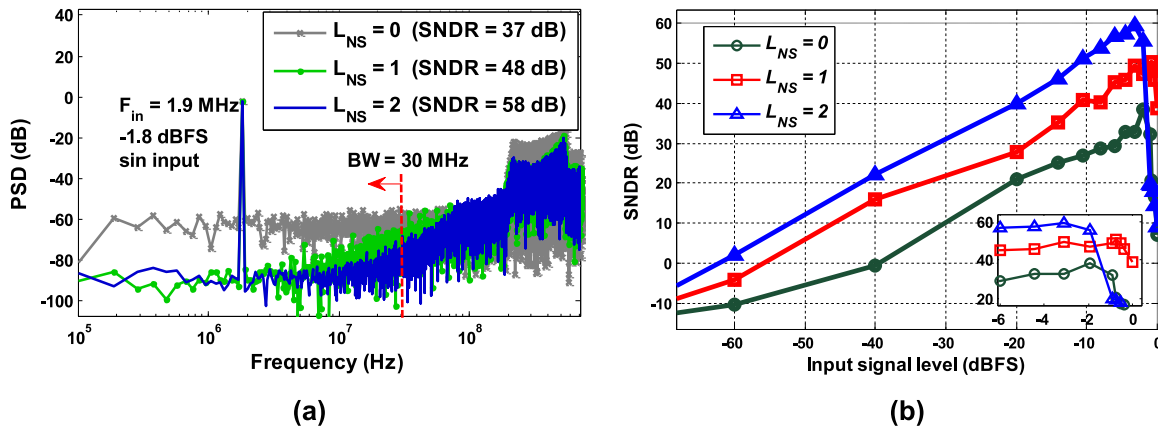 40
20
0
-20
-40
-60
-80
-100
PSD (dB)
L_NS = 0 (SNDR = 37 dB)
L_NS = 1 (SNDR = 48 dB)
L_NS = 2 (SNDR = 58 dB)
F_in = 1.9 MHz
-1.8 dBFS
sin input
BW = 30 MHz
10^5
10^6
10^7
10^8
Frequency (Hz)
(a)
60
50
40
30
20
10
0
-10
SNDR (dB)
L_NS = 0
L_NS = 1
L_NS = 2
60
40
20
-6
-4
-2
0
-60
-50
-40
-30
-20
-10
0
Input signal level (dBFS)
(b)